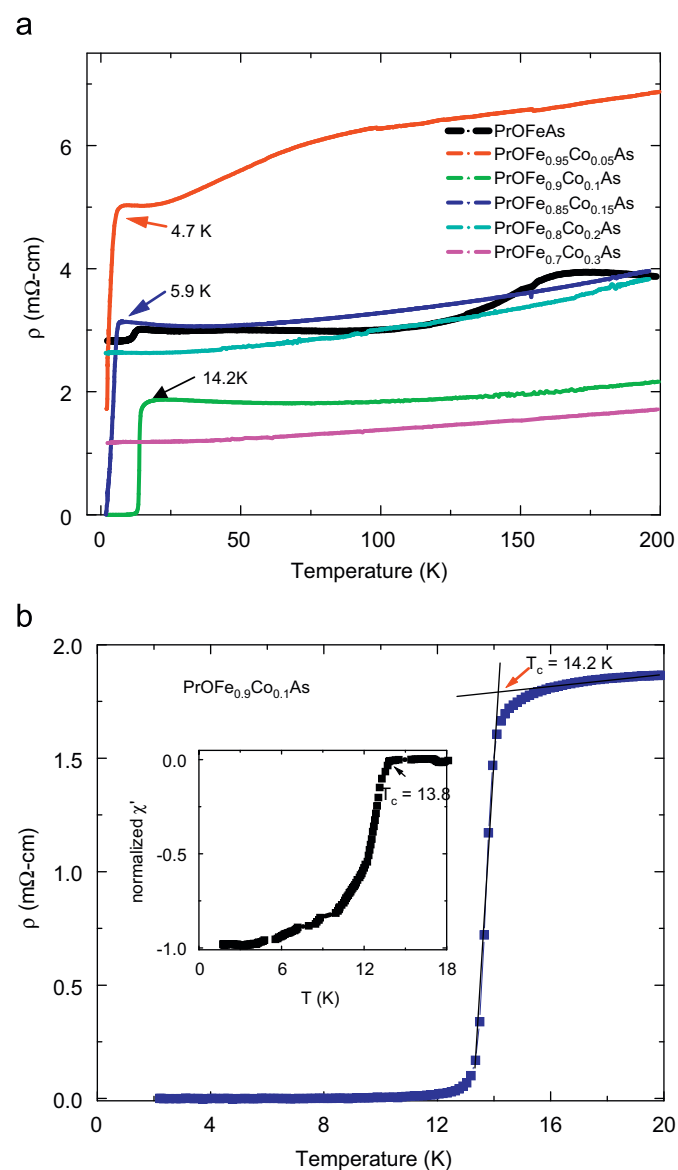 a
PrOFeAs
PrOFe0.95Co0.05As
PrOFe0.9Co0.1As
PrOFe0.85Co0.15As
PrOFe0.8Co0.2As
PrOFe0.7Co0.3As
4.7 K
5.9 K
14.2K
6
4
2
0
ρ (mΩ-cm)
0 50 100 150 200
Temperature (K)
b
2.0
1.5
1.0
0.5
0.0
ρ (mΩ-cm)
PrOFe0.9Co0.1As
Tc = 14.2 K
0.0
-0.5
-1.0
normalized χ'
Tc = 13.8
0 6 12 18
T (K)
0 4 8 12 16 20
Temperature (K)